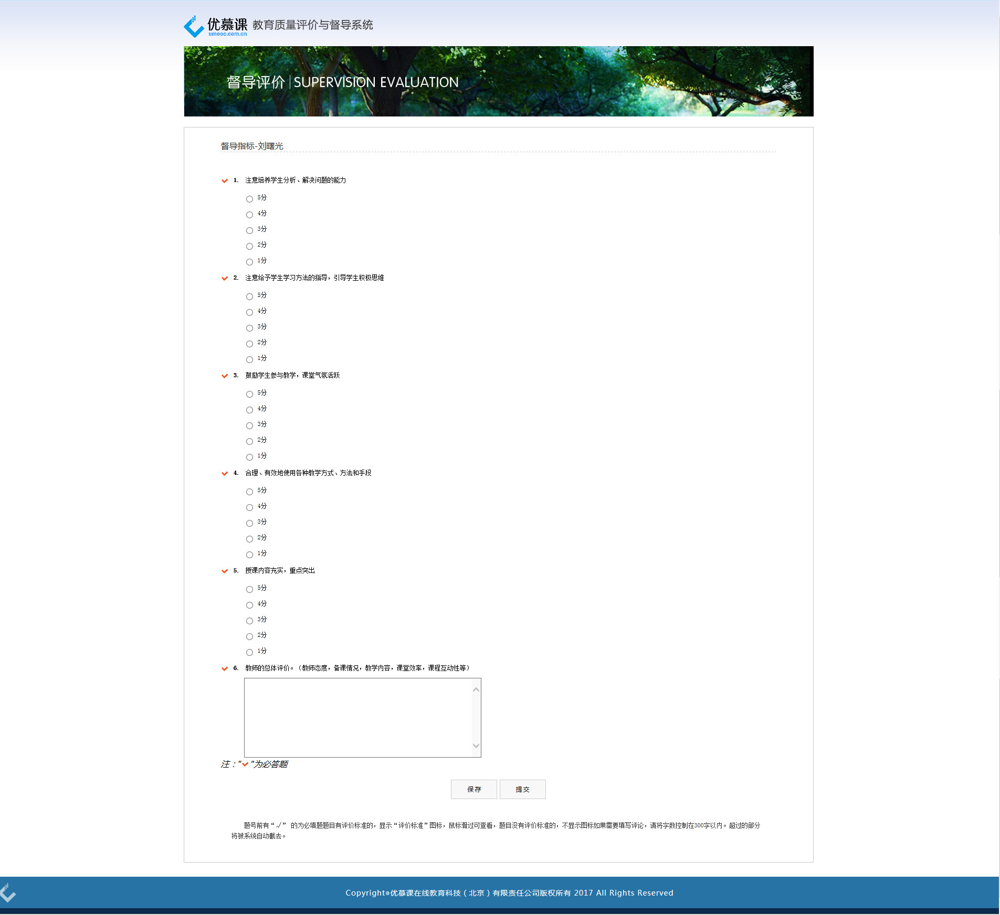 优慕课 教育质量评价与督导系统
umooc.com.cn
督导评价 | SUPERVISION EVALUATION
督导指标-刘曙光
1. 注意培养学生分析、解决问题的能力
5分
4分
3分
2分
1分
2. 注意给予学生学习方法的指导，引导学生积极思维
5分
4分
3分
2分
1分
3. 鼓励学生参与教学，课堂气氛活跃
5分
4分
3分
2分
1分
4. 合理、有效地使用各种教学方式、方法和手段
5分
4分
3分
2分
1分
5. 授课内容充实，重点突出
5分
4分
3分
2分
1分
6. 教师的总体评价。（教师态度，备课情况，教学内容，课堂效率，课程互动性等）
注："✓"为必答题
保存 提交
题号前有“√” 的为必填题题目有评价标准的，显示“评价标准”图标，鼠标滑过可查看，题目没有评价标准的，不显示图标如果需要填写评论，请将字数控制在300字以内。超过的部分
将被系统自动截去。
Copyright©优慕课在线教育科技（北京）有限责任公司版权所有 2017 All Rights Reserved